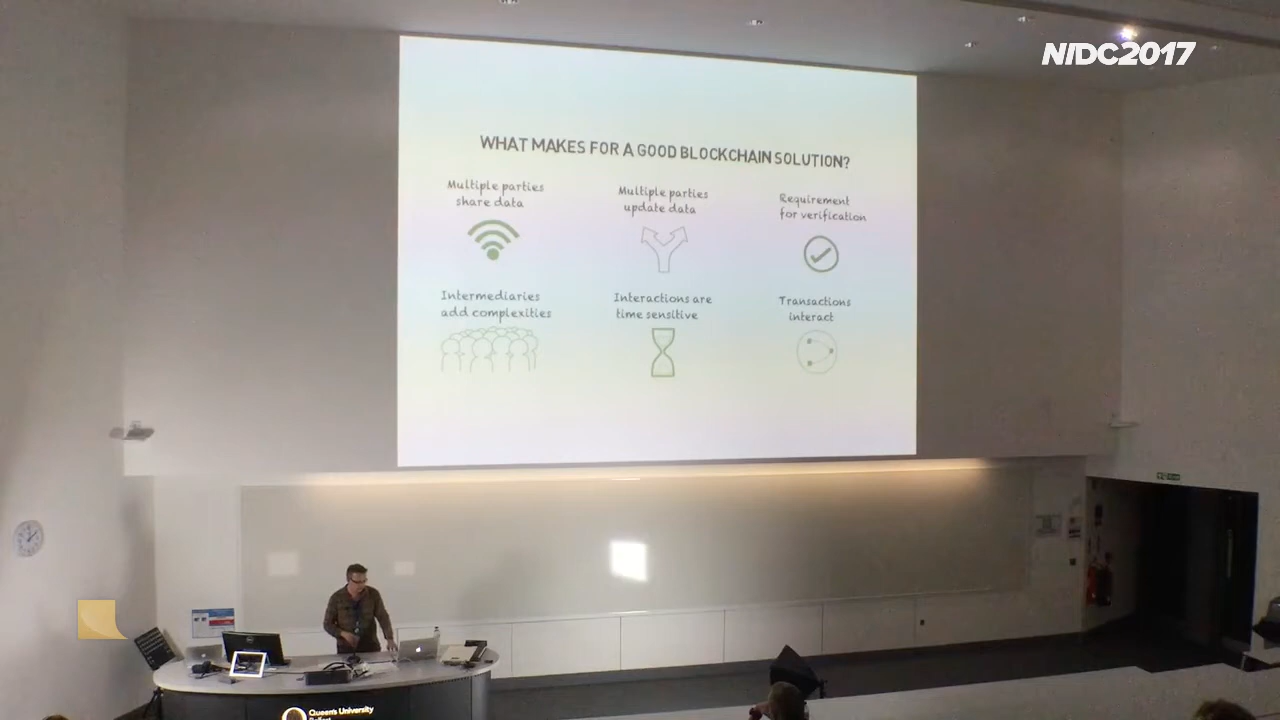 NIDC2017
WHAT MAKES FOR A GOOD BLOCKCHAIN SOLUTION?
Multiple parties
share data
Multiple parties
update data
Requirement
for verification
Intermediaries
add complexities
Interactions are
time sensitive
Transactions
interact
Queen's University